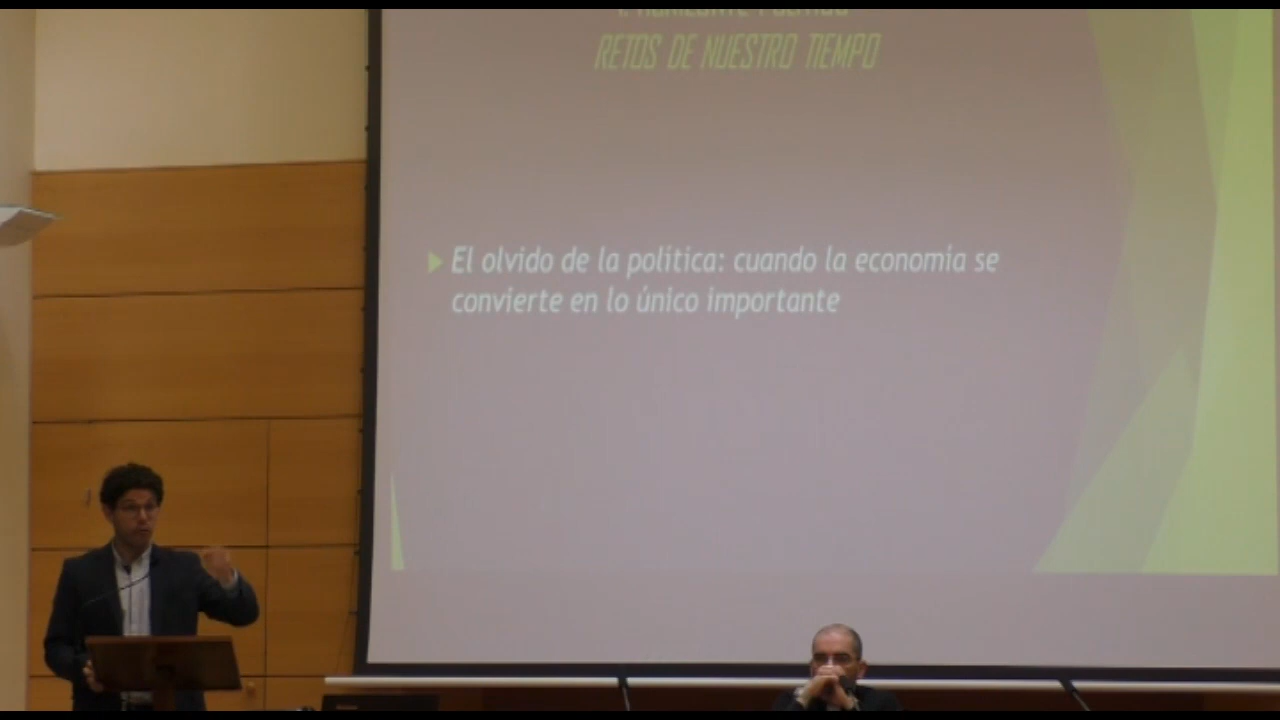 RETOS DE NUESTRO TIEMPO
El olvido de la política: cuando la economía se
convierte en lo único importante